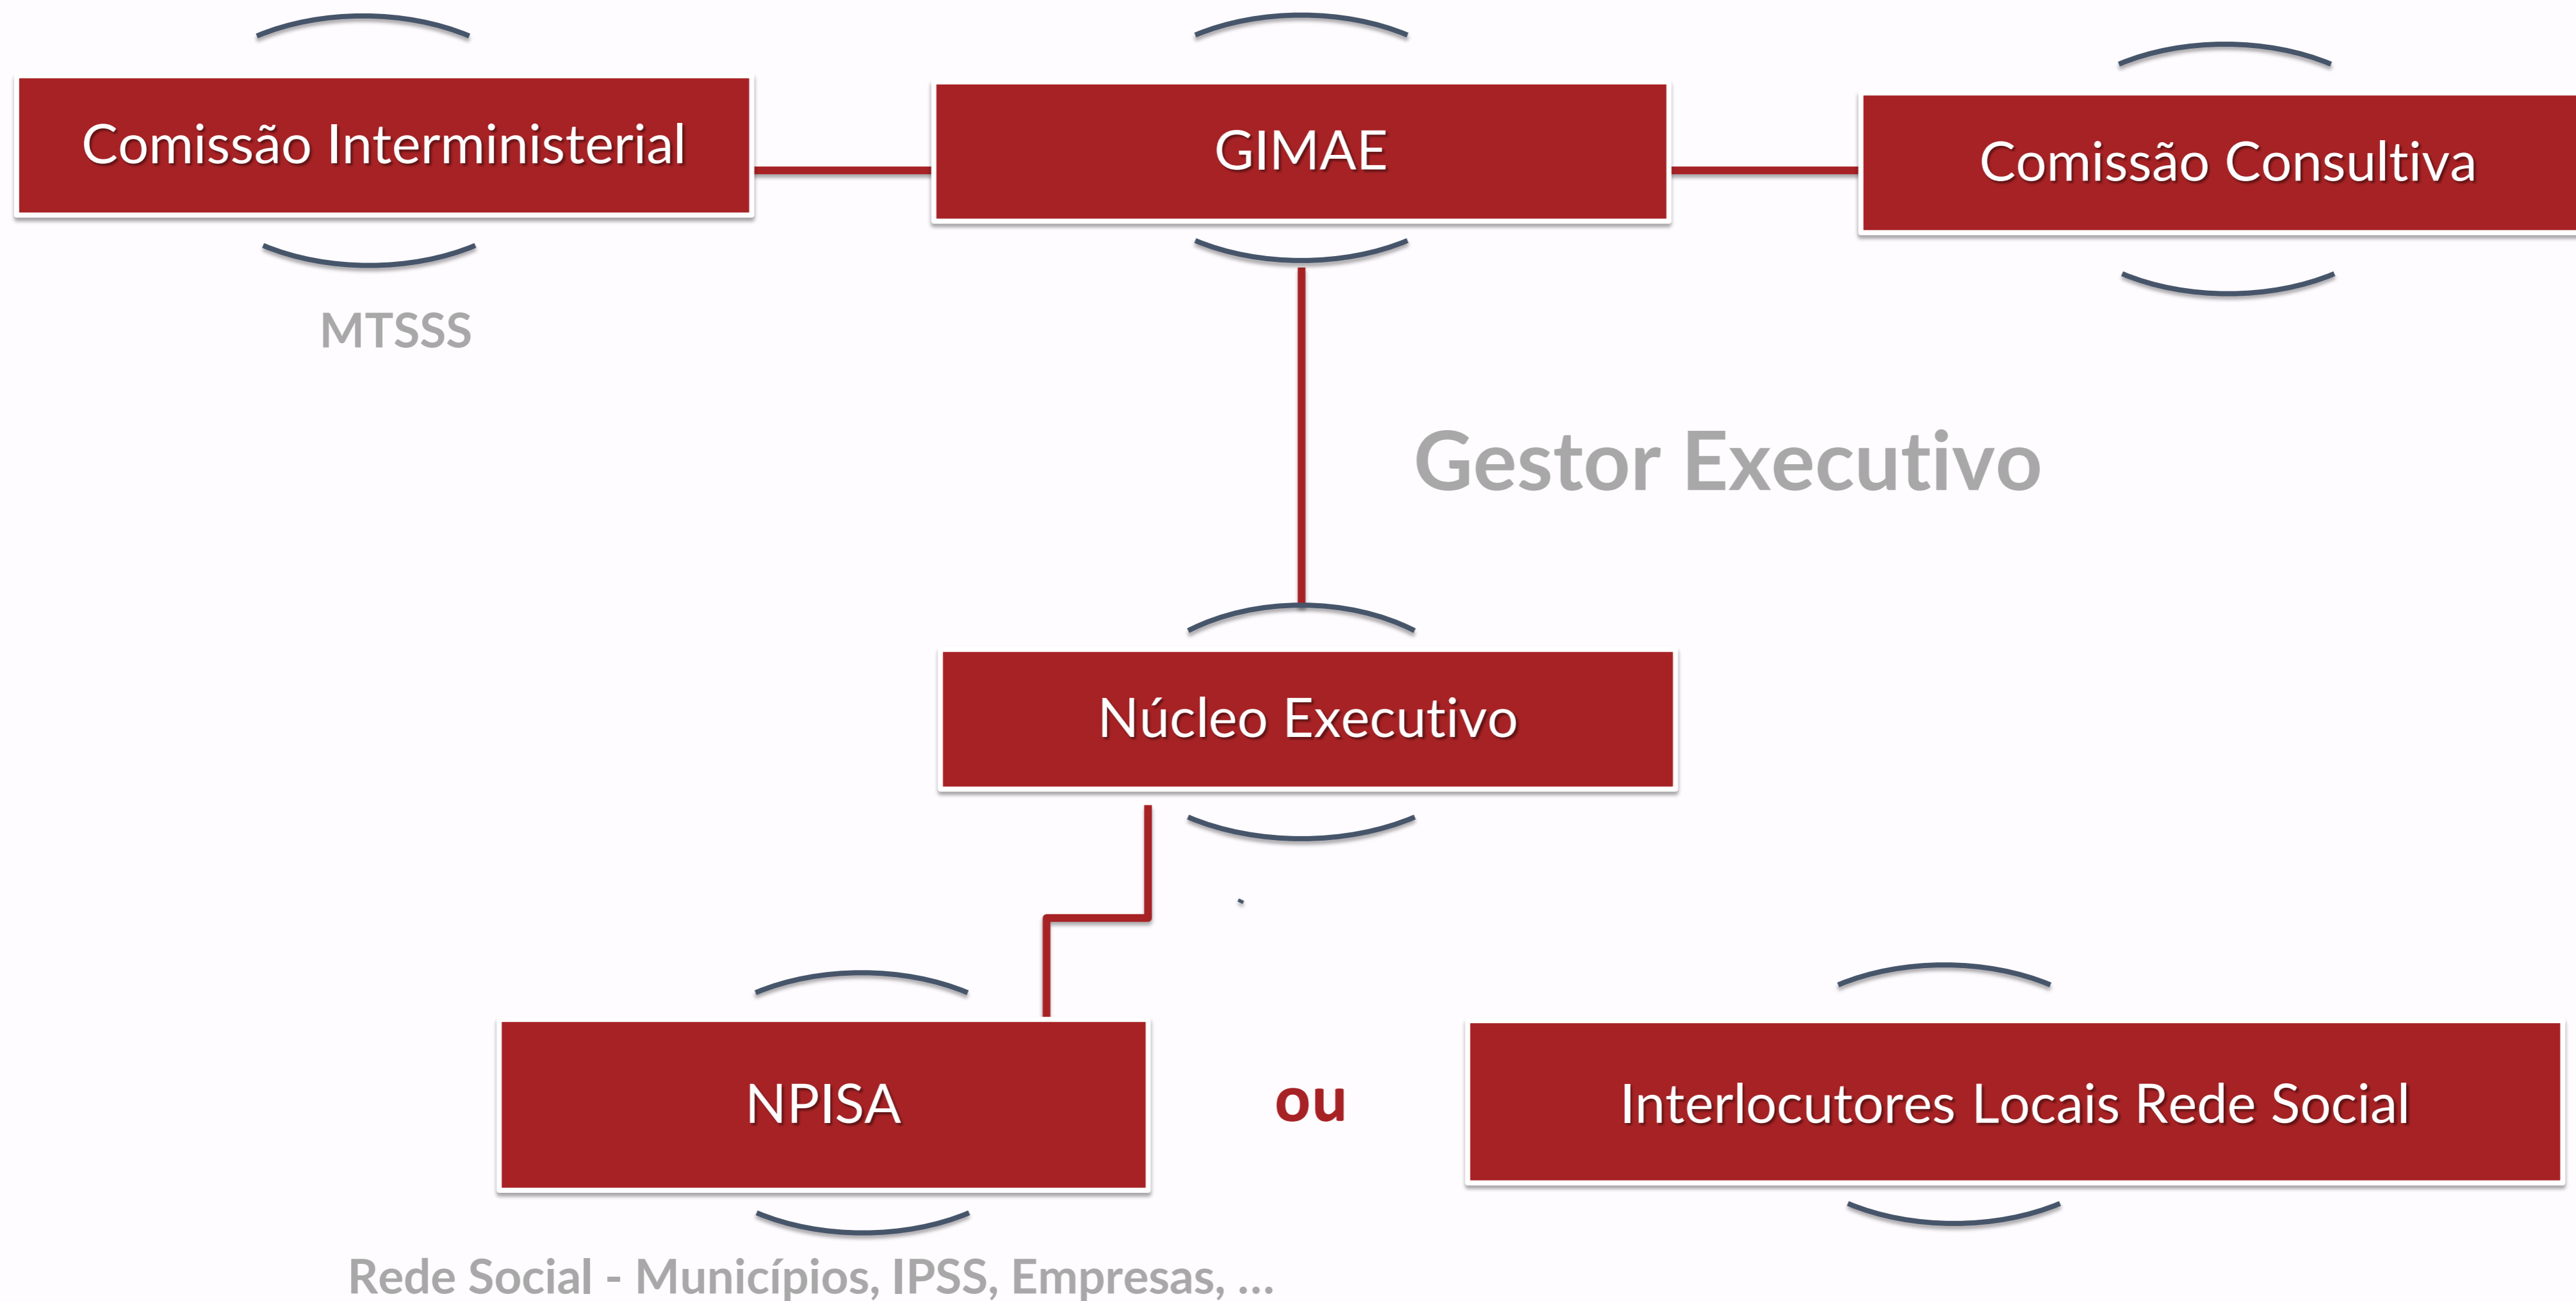 Comissão Interministerial
GIMAE
Comissão Consultiva
MTSSS
Gestor Executivo
Núcleo Executivo
NPISA
ou
Interlocutores Locais Rede Social
Rede Social - Municípios, IPSS, Empresas, ...